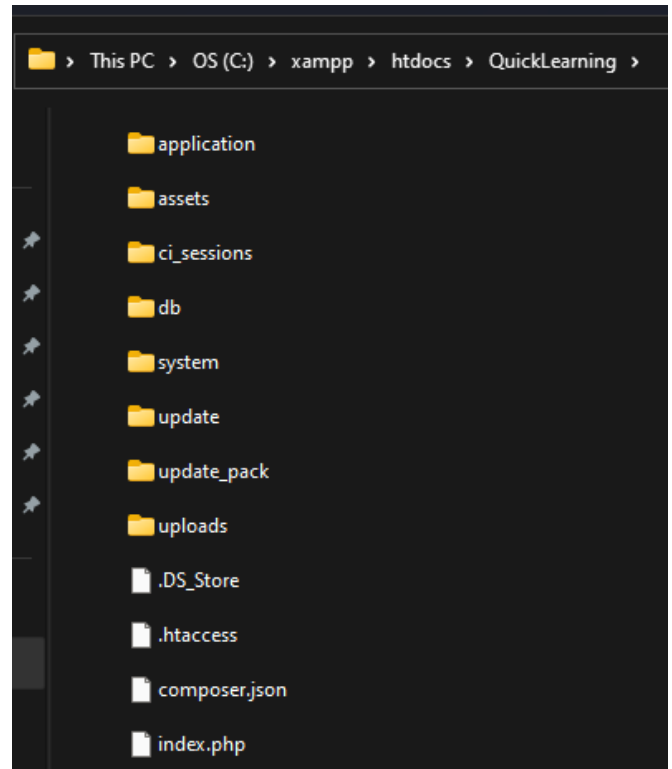 This PC > OS (C:) > xampp > htdocs > QuickLearning >
application
assets
ci_sessions
db
system
update
update_pack
uploads
.DS_Store
.htaccess
composer.json
index.php